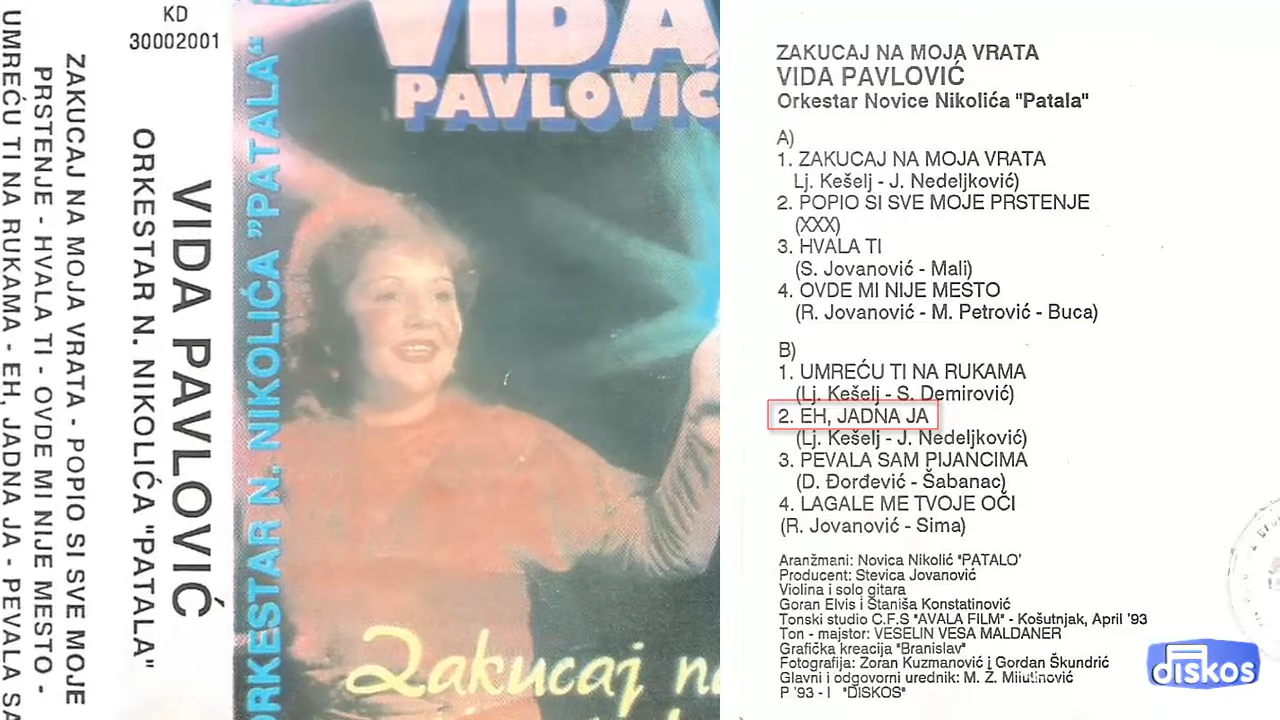 KD
30002001
ZAKUCAJ NA MOJA VRATA - POPIO SI SVE MOJE
PRSTENJE - HVALA TI - OVDE MI NIJE MESTO -
UMREĆU TI NA RUKAMA - EH, JADNA JA - PEVALA SA
VIDA PAVLOVIĆ
ORKESTAR N. NIKOLIĆA "PATALA"
ORKESTAR N. NIKOLIĆA "PATALA"
VIDA
PAVLOVIĆ
Zakucaj na
ZAKUCAJ NA MOJA VRATA
VIDA PAVLOVIĆ
Orkestar Novice Nikolića "Patala"
A)
1. ZAKUCAJ NA MOJA VRATA
Lj. Kešelj - J. Nedeljković)
2. POPIO SI SVE MOJE PRSTENJE
(XXX)
3. HVALA TI
(S. Jovanović - Mali)
4. OVDE MI NIJE MESTO
(R. Jovanović - M. Petrović - Buca)
B)
1. UMREĆU TI NA RUKAMA
(Lj. Kešelj - S. Demirović)
2. EH, JADNA JA
(Lj. Kešelj - J. Nedeljković)
3. PEVALA SAM PIJANCIMA
(D. Đorđević - Šabanac)
4. LAGALE ME TVOJE OČI
(R. Jovanović - Sima)
Aranžmani: Novica Nikolić "PATALO'
Producent: Stevica Jovanović
Violina i solo gitara
Goran Elvis i Staniša Konstatinović
Tonski studio C.F.S "AVALA FILM" - Košutnjak, April '93
Ton - majstor: VESELIN VESA MALDANER
Grafička kreacija "Branislav"
Fotografija: Zoran Kuzmanović i Gordan Škundrić
Glavni i odgovorni urednik: M. Ž. Milutinović
P '93 - I "DISKOS"
diskos